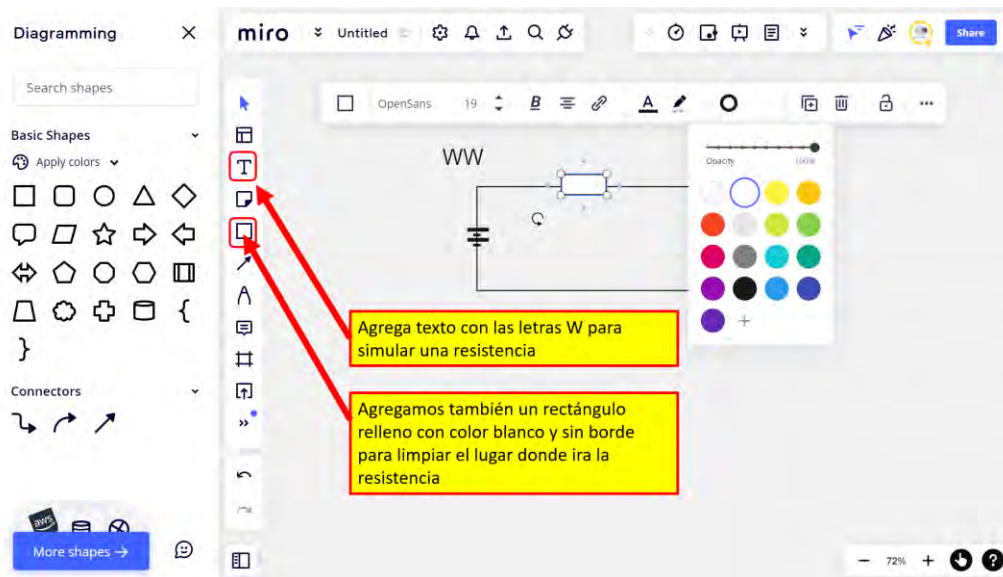 Diagramming
miro
Untitled
Share
Search shapes
OpenSans 19 B A
Basic Shapes
Apply colors
Opacity 100%
WW
T
Agrega texto con las letras W para
simular una resistencia
Agregamos también un rectángulo
relleno con color blanco y sin borde
para limpiar el lugar donde ira la
resistencia
Connectors
aws
More shapes →
72%